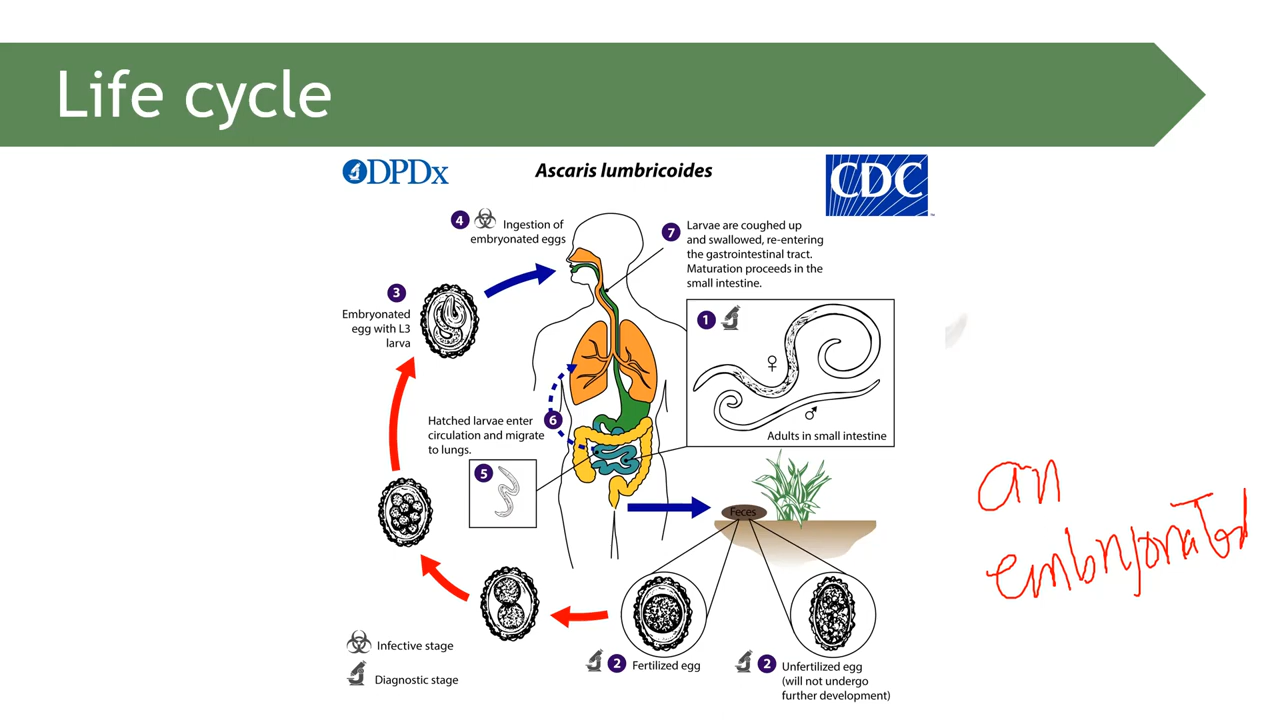 Life cycle
DPDx
Ascaris lumbricoides
CDC
4
Ingestion of
embryonated eggs
7
Larvae are coughed up
and swallowed, re-entering
the gastrointestinal tract.
Maturation proceeds in the
small intestine.
3
Embryonated
egg with L3
larva
1
♀
♂
Adults in small intestine
Hatched larvae enter
circulation and migrate
to lungs.
6
5
Feces
an
embryonated
2
Fertilized egg
2
Unfertilized egg
(will not undergo
further development)
Infective stage
Diagnostic stage